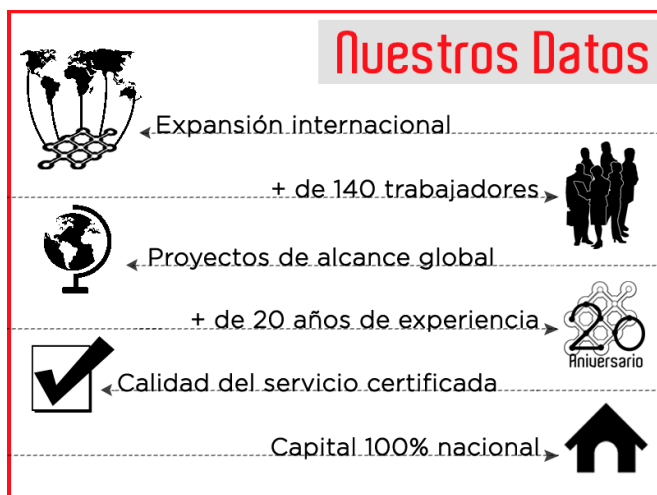 Nuestros Datos
Expansión internacional
+ de 140 trabajadores
Proyectos de alcance global
+ de 20 años de experiencia
20
Aniversario
Calidad del servicio certificada
Capital 100% nacional